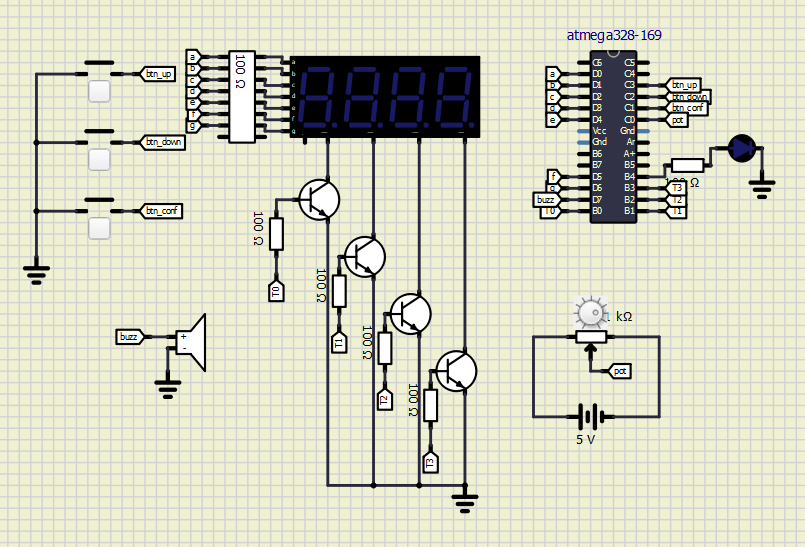 atmega328-169
btn_up
a
b
c
d
e
f
g
100 Ω
a
b
c
d
e
f
g
btn_down
btn_conf
a
b
c
d
e
C6
D0
D1
D2
D3
D4
Vcc
Gnd
B6
B7
D5
D6
D7
B0
C5
C4
C3
C2
C1
C0
Gnd
Ar
A+
B5
B4
B3
B2
B1
btn_up
btn_down
btn_conf
pot
f
g
buzz
T0
T3
T2
T1
100 Ω
100 Ω
T0
100 Ω
T1
100 Ω
T2
100 Ω
T3
buzz
+
-
1 kΩ
pot
5 V